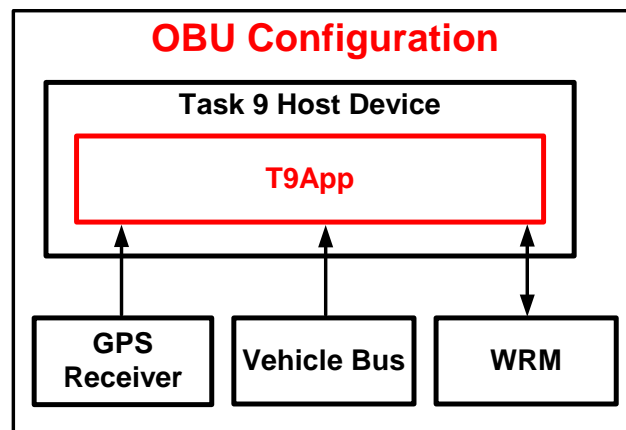 OBU Configuration
Task 9 Host Device
T9App
GPS
Receiver
Vehicle Bus
WRM